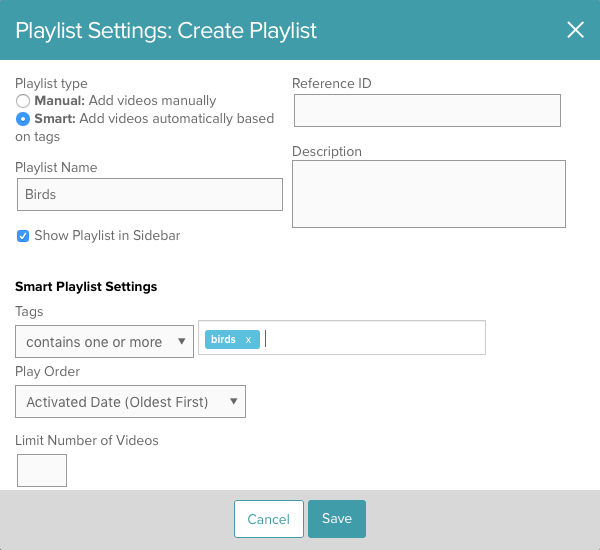 Playlist Settings: Create Playlist
Playlist type
Manual: Add videos manually
Smart: Add videos automatically based
on tags
Playlist Name
Birds
Show Playlist in Sidebar
Reference ID
Description
Smart Playlist Settings
Tags
contains one or more
birds x
Play Order
Activated Date (Oldest First)
Limit Number of Videos
Cancel
Save